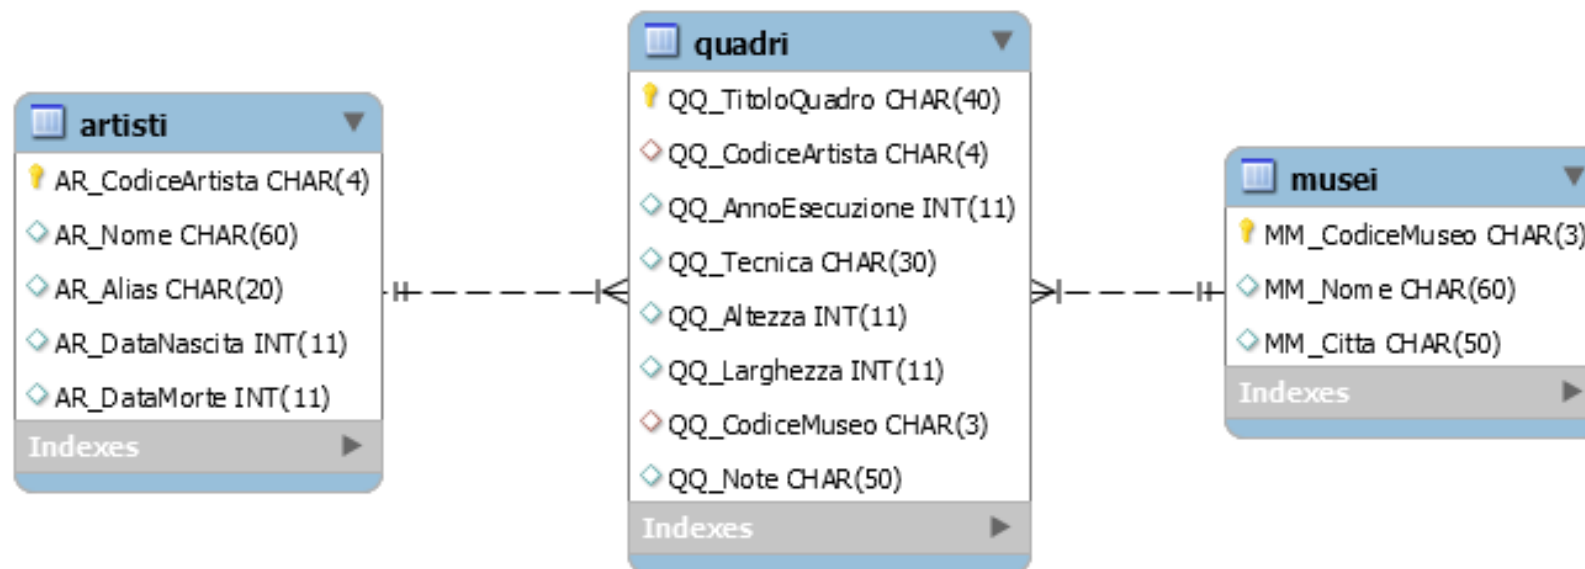 artisti
AR_CodiceArtista CHAR(4)
AR_Nome CHAR(60)
AR_Alias CHAR(20)
AR_DataNascita INT(11)
AR_DataMorte INT(11)
Indexes
quadri
QQ_TitoloQuadro CHAR(40)
QQ_CodiceArtista CHAR(4)
QQ_AnnoEsecuzione INT(11)
QQ_Tecnica CHAR(30)
QQ_Altezza INT(11)
QQ_Larghezza INT(11)
QQ_CodiceMuseo CHAR(3)
QQ_Note CHAR(50)
Indexes
musei
MM_CodiceMuseo CHAR(3)
MM_Nome CHAR(60)
MM_Citta CHAR(50)
Indexes